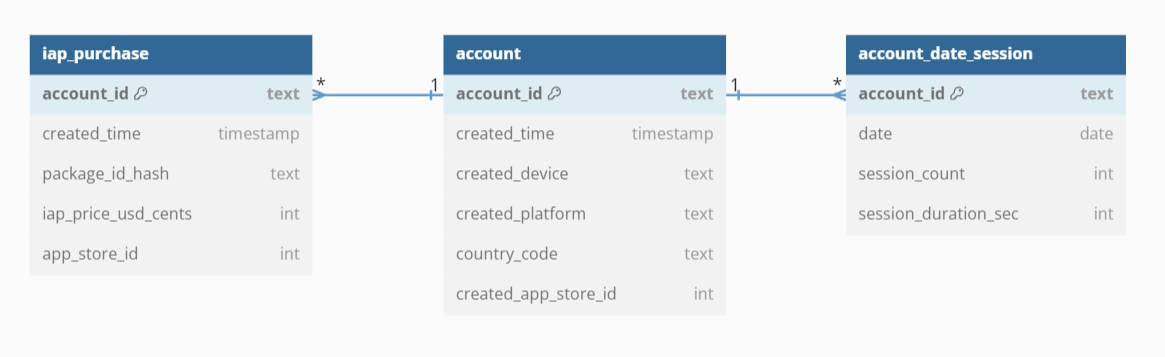 iap_purchase
account_id text
created_time timestamp
package_id_hash text
iap_price_usd_cents int
app_store_id int
* 1
account
account_id text
created_time timestamp
created_device text
created_platform text
country_code text
created_app_store_id int
1 *
account_date_session
account_id text
date date
session_count int
session_duration_sec int